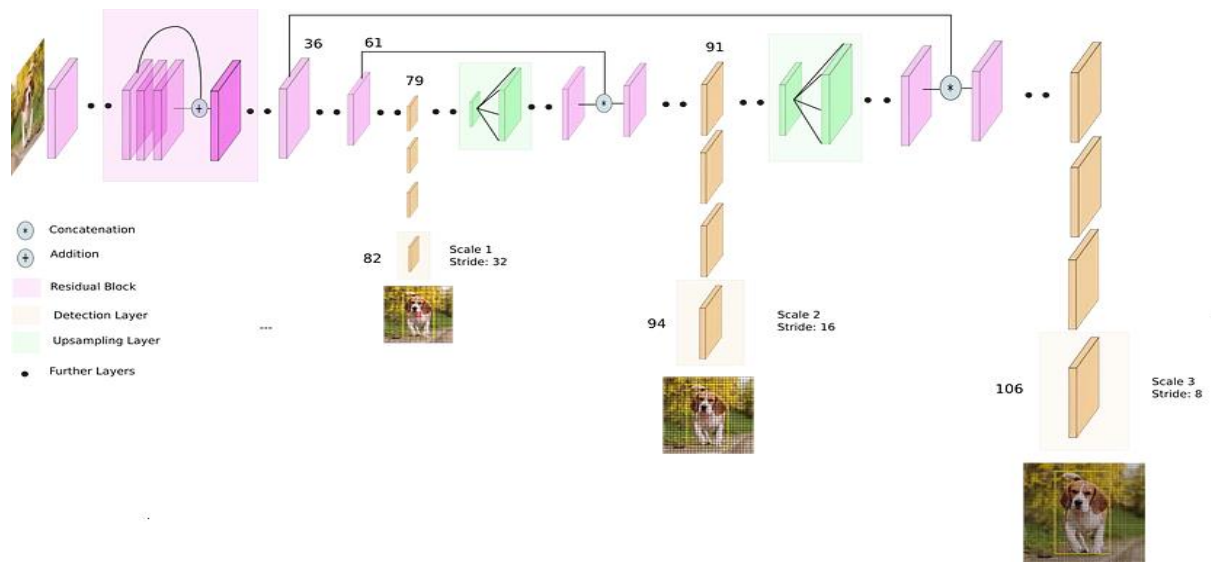 36
61
79
91
*
*
+
* Concatenation
+ Addition
Residual Block
Detection Layer
Upsampling Layer
Further Layers
---
82
Scale 1
Stride: 32
94
Scale 2
Stride: 16
106
Scale 3
Stride: 8